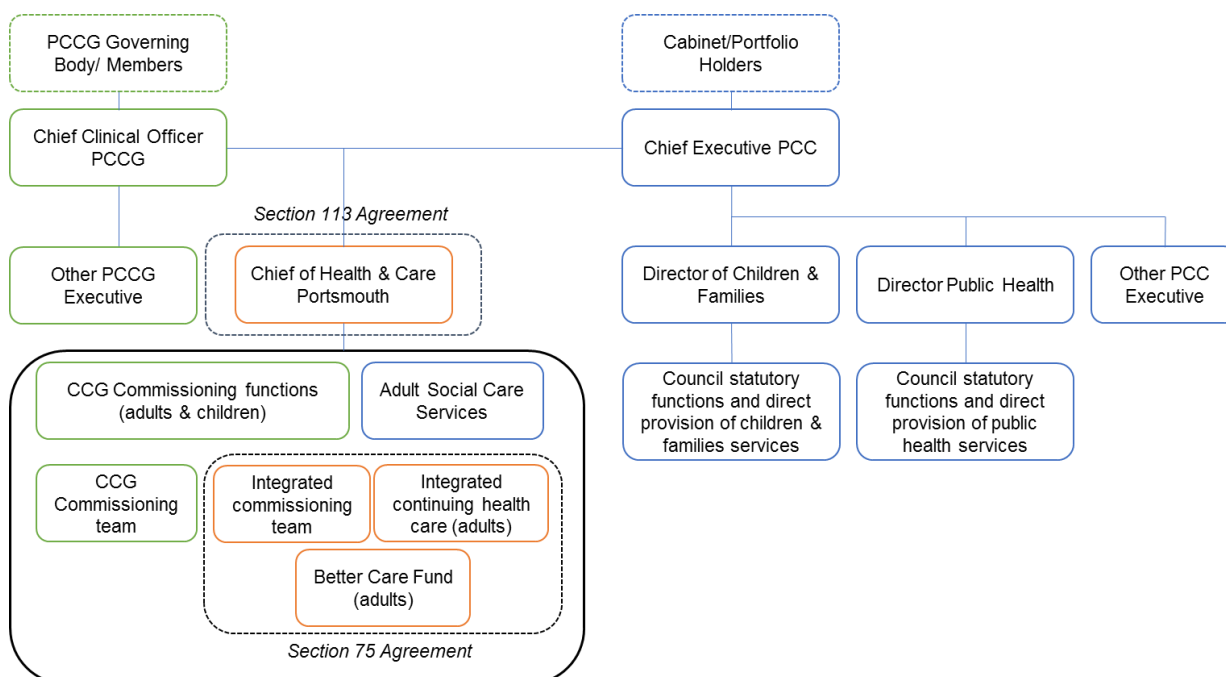 PCCG Governing
Body/ Members
Cabinet/Portfolio
Holders
Chief Clinical Officer
PCCG
Chief Executive PCC
Section 113 Agreement
Other PCCG
Executive
Chief of Health & Care
Portsmouth
Director of Children &
Families
Director Public Health
Other PCC
Executive
CCG Commissioning functions
(adults & children)
Adult Social Care
Services
Council statutory
functions and direct
provision of children &
families services
Council statutory
functions and direct
provision of public
health services
CCG
Commissioning
team
Integrated
commissioning
team
Integrated
continuing health
care (adults)
Better Care Fund
(adults)
Section 75 Agreement